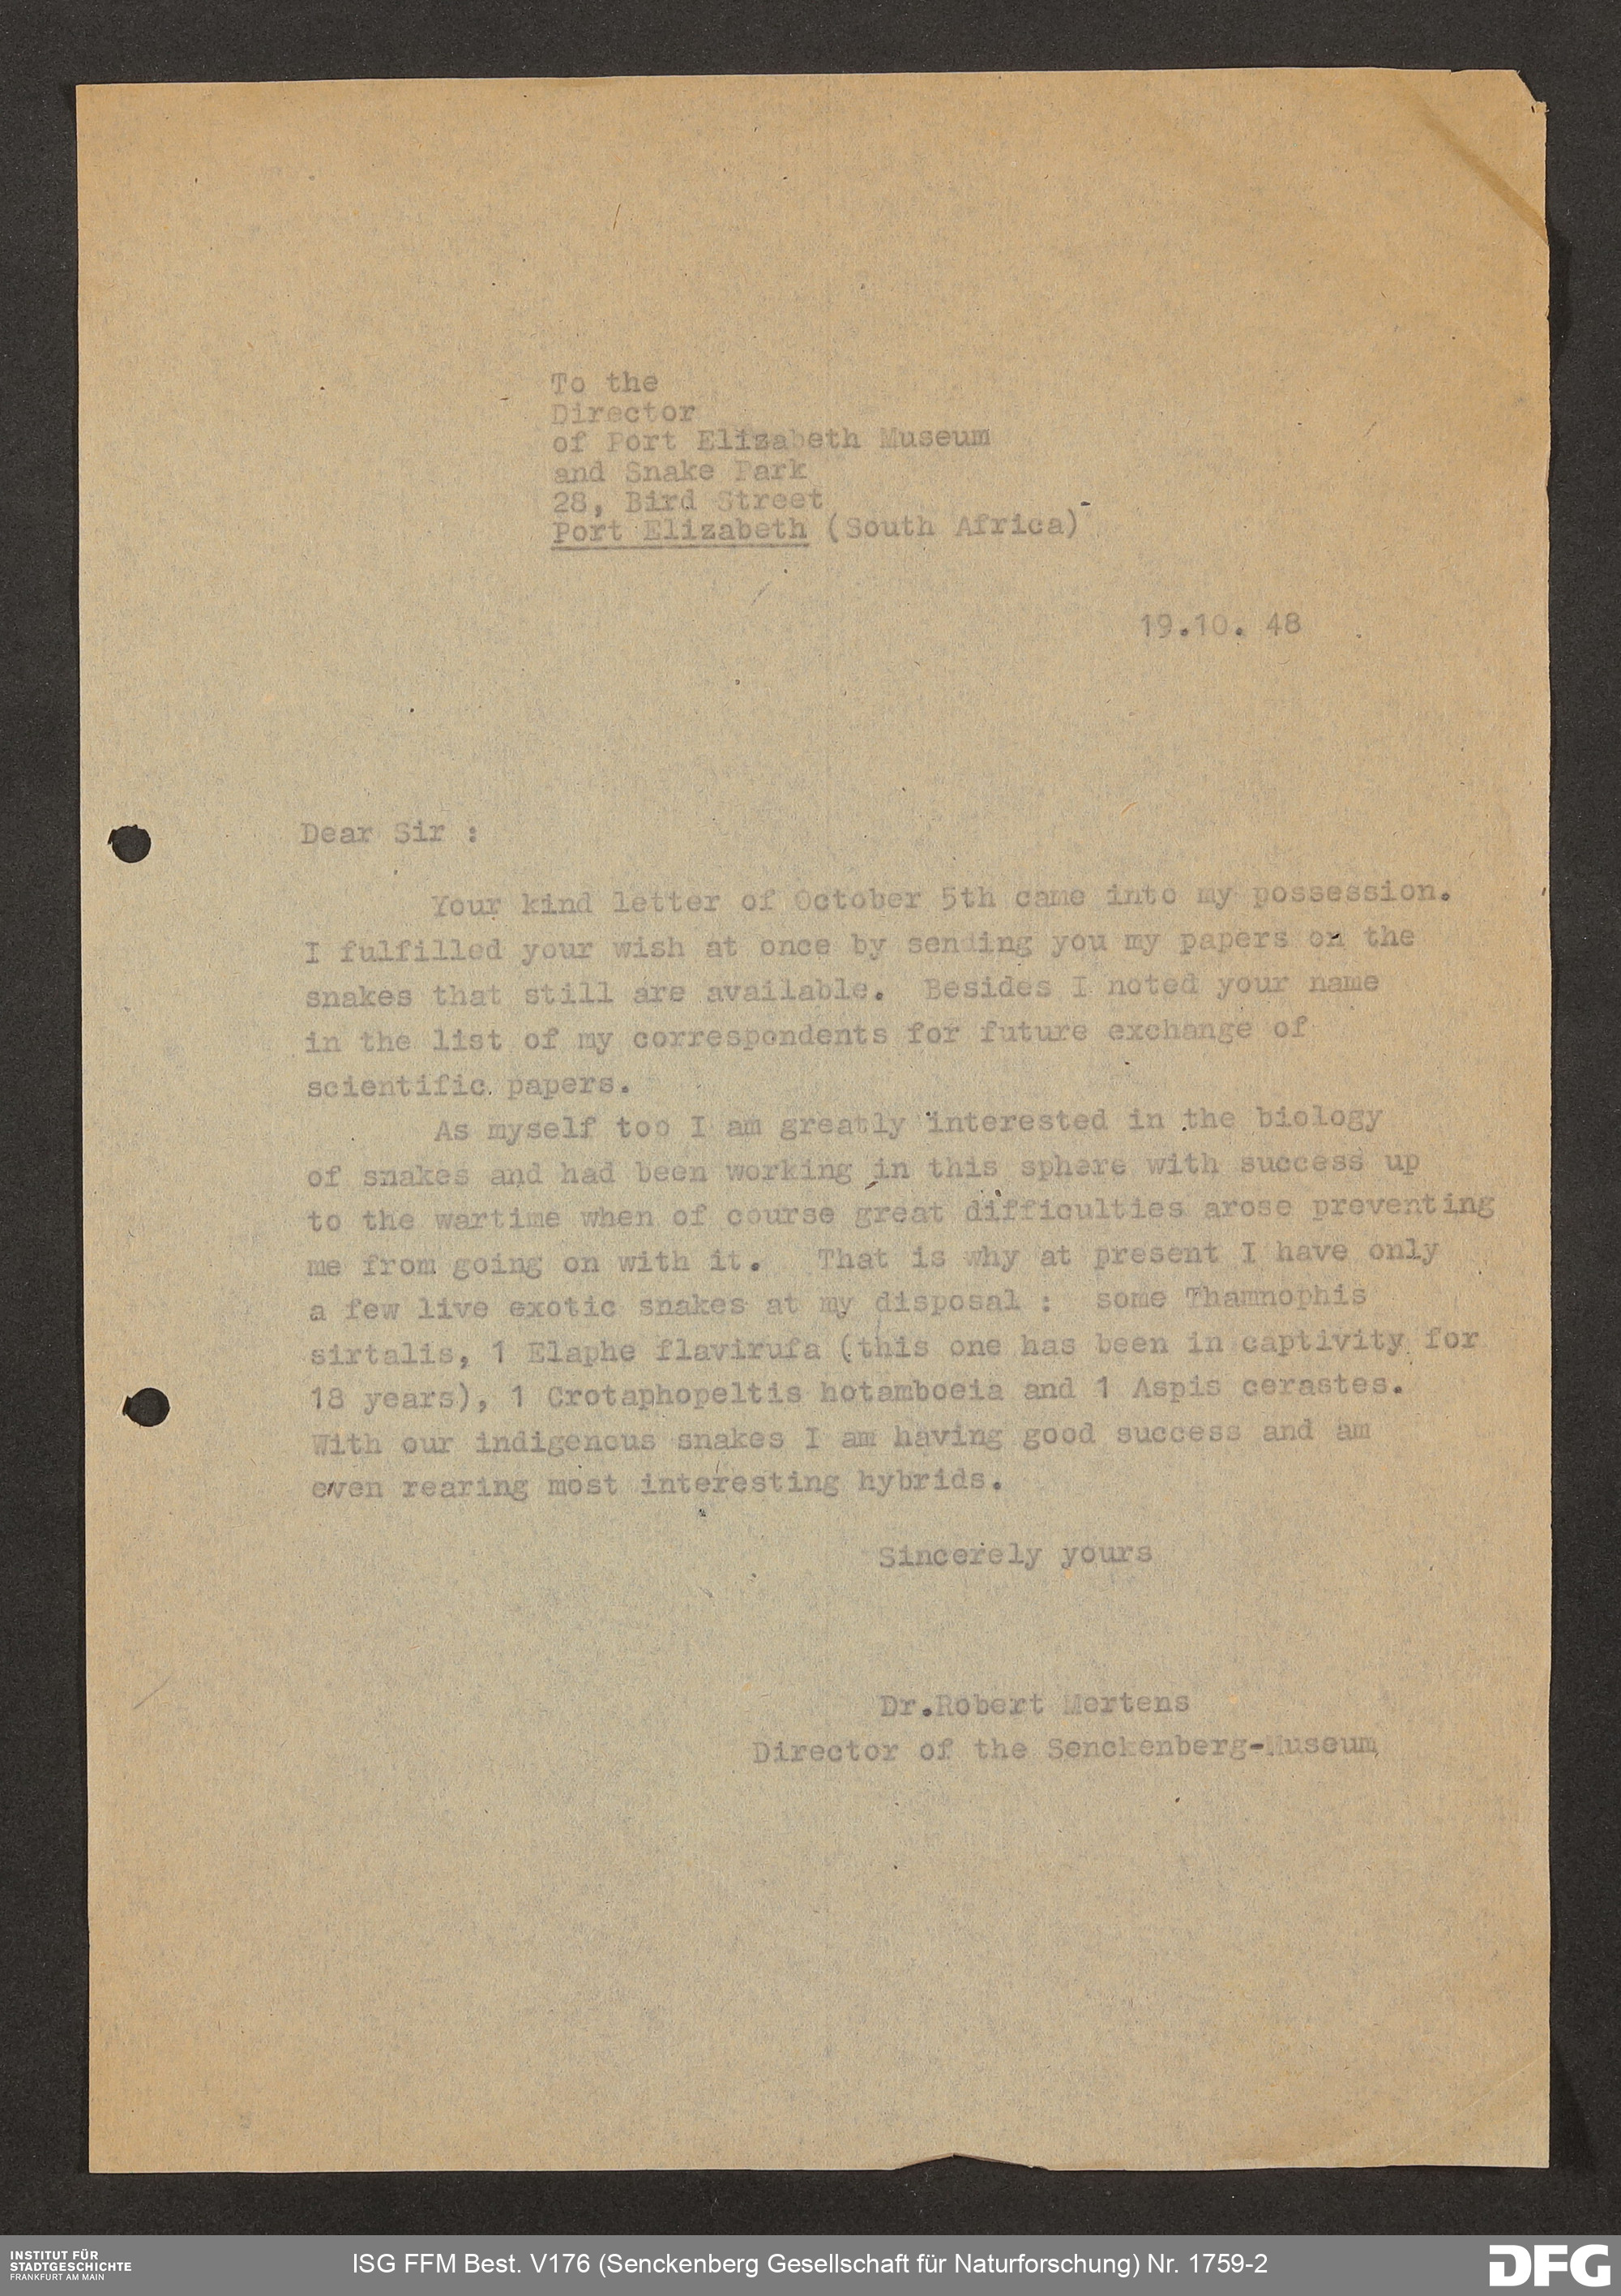 To the
Director
of Port Elizabeth Museum
and Snake Park
28, Bird Street
Port Elizabeth (South Africa)
19.10. 48
Dear Sir :
Your kind letter of October 5th came into my possession.
I fulfilled your wish at once by sending you my papers on the
snakes that still are available. Besides I noted your name
in the list of my correspondents for future exchange of
scientific papers.
As myself too I am greatly interested in the biology
of snakes and had been working in this sphere with success up
to the wartime when of course great difficulties arose preventing
me from going on with it. That is why at present I have only
a few live exotic snakes at my disposal : some Thamnophis
sirtalis, 1 Elaphe flavirufa (this one has been in captivity for
18 years), 1 Crotaphopeltis hotamboeia and 1 Aspis cerastes.
With our indigenous snakes I am having good success and am
even rearing most interesting hybrids.
Sincerely yours
Dr.Robert Mertens
Director of the Senckenberg-Museum
INSTITUT FÜR
STADTGESCHICHTE
FRANKFURT AM MAIN
ISG FFM Best. V176 (Senckenberg Gesellschaft für Naturforschung) Nr. 1759-2
DFG